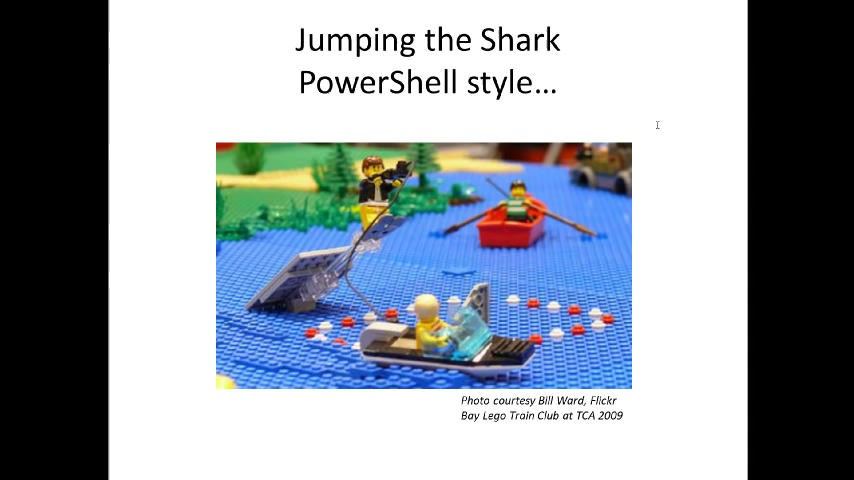 Jumping the Shark
PowerShell style...
Photo courtesy Bill Ward, Flickr
Bay Lego Train Club at TCA 2009